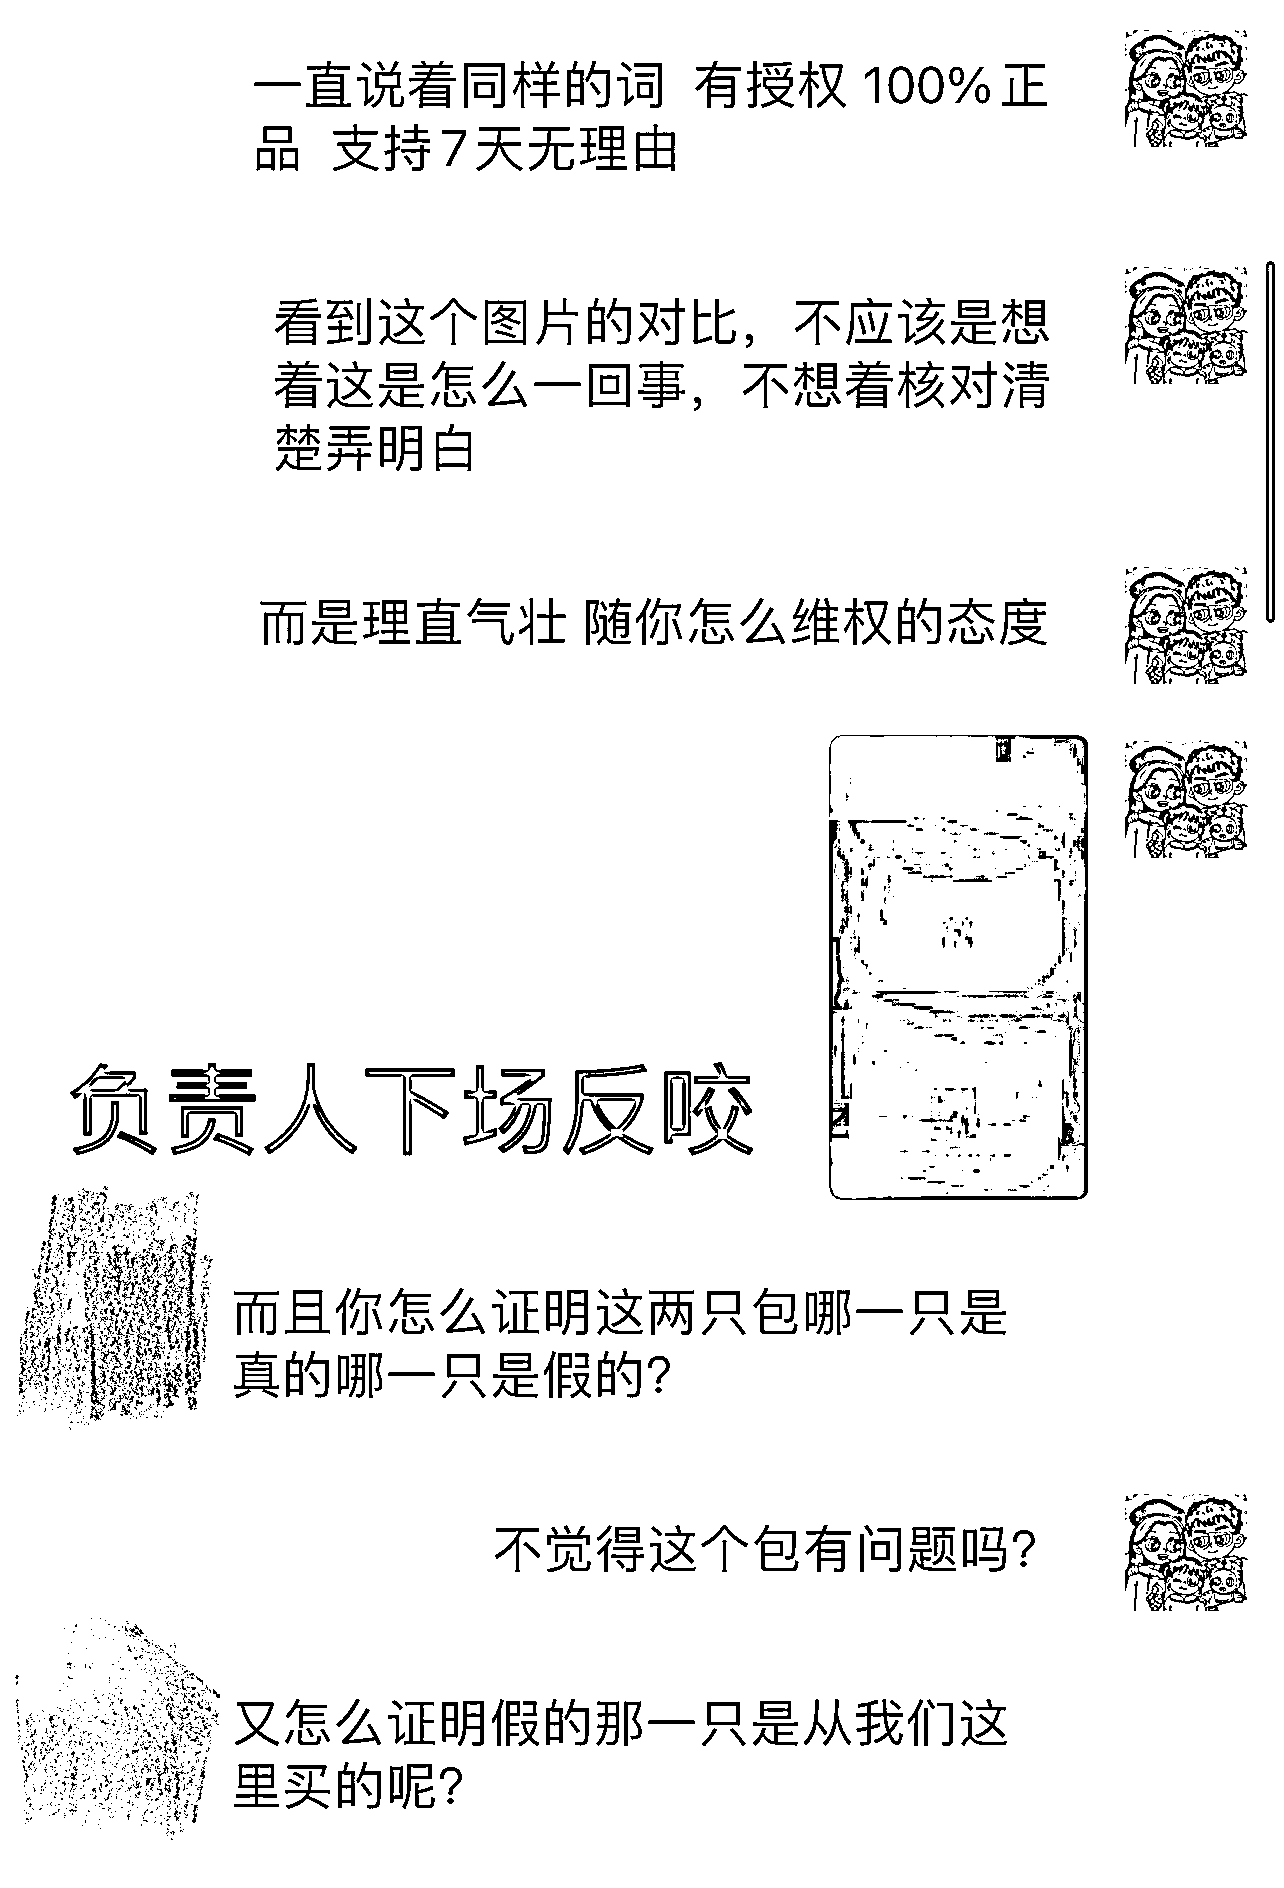 一直说着同样的词 有授权 100%正
品 支持7天无理由
看到这个图片的对比，不应该是想
着这是怎么一回事，不想着核对清
楚弄明白
而是理直气壮 随你怎么维权的态度
负责人下场反咬
而且你怎么证明这两只包哪一只是
真的哪一只是假的?
不觉得这个包有问题吗?
又怎么证明假的那一只是从我们这
里买的呢?